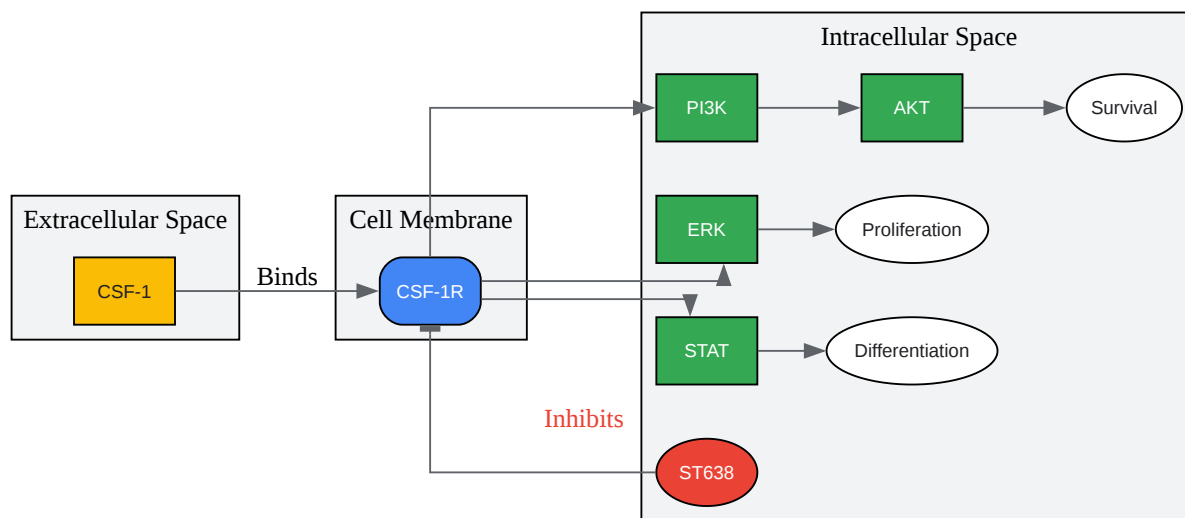 Intracellular Space
PI3K
AKT
Survival
Extracellular Space
Cell Membrane
ERK
Proliferation
CSF-1
Binds
CSF-1R
STAT
Differentiation
Inhibits
ST638